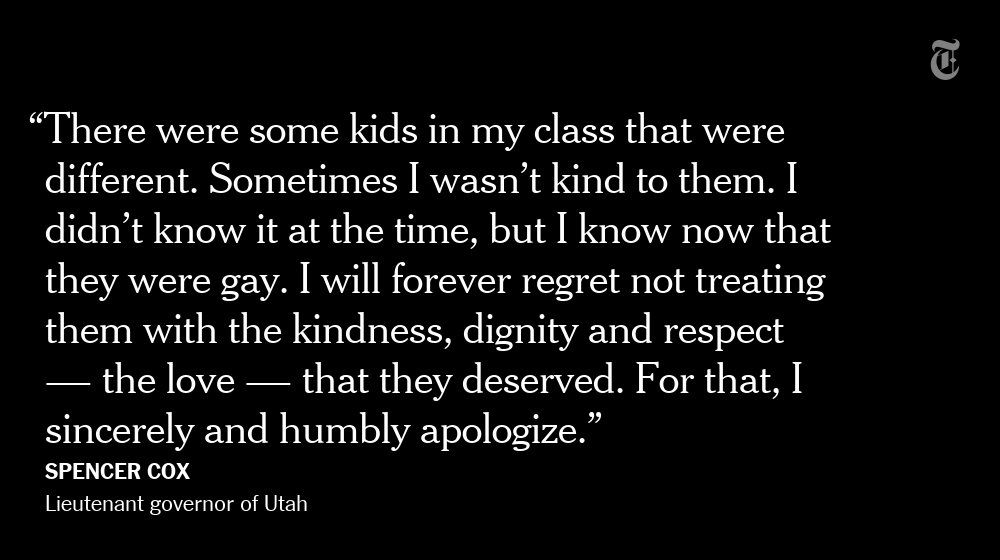 “There were some kids in my class that were
different. Sometimes I wasn’t kind to them. I
didn’t know it at the time, but I know now that
they were gay. I will forever regret not treating
them with the kindness, dignity and respect
— the love — that they deserved. For that, I
sincerely and humbly apologize.”
SPENCER COX
Lieutenant governor of Utah
T